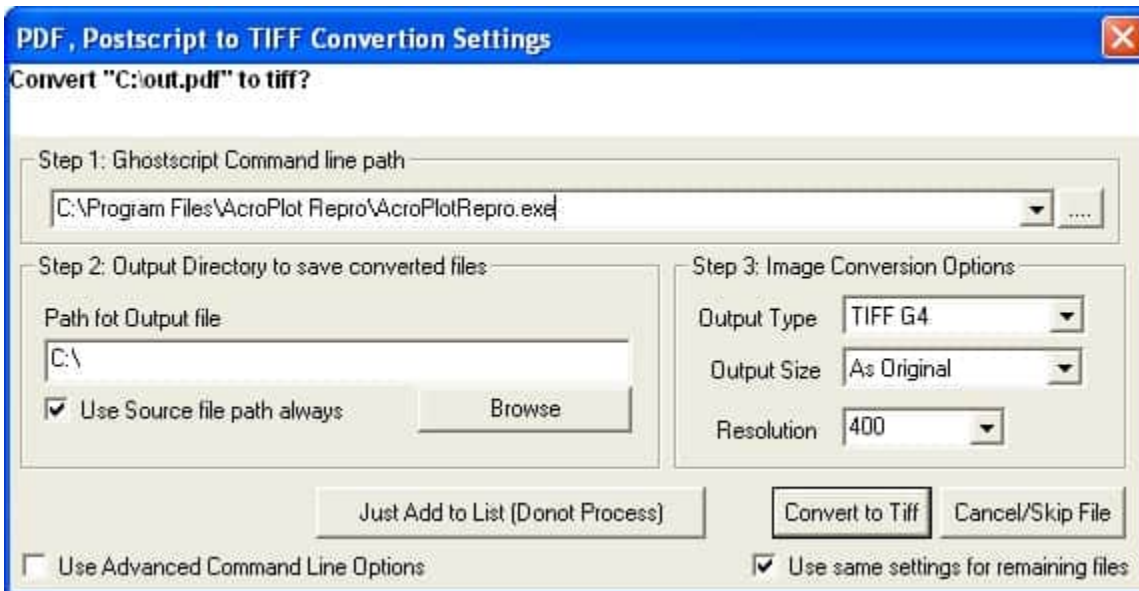 PDF, Postscript to TIFF Convertion Settings
Convert "C:\out.pdf" to tiff?
Step 1: Ghostscript Command line path
C:\Program Files\AcroPlot Repro\AcroPlotRepro.exe
....
Step 2: Output Directory to save converted files
Path fot Output file
C:\
Use Source file path always
Browse
Step 3: Image Conversion Options
Output Type TIFF G4
Output Size As Original
Resolution 400
Just Add to List (Donot Process)
Convert to Tiff
Cancel/Skip File
Use Advanced Command Line Options
Use same settings for remaining files